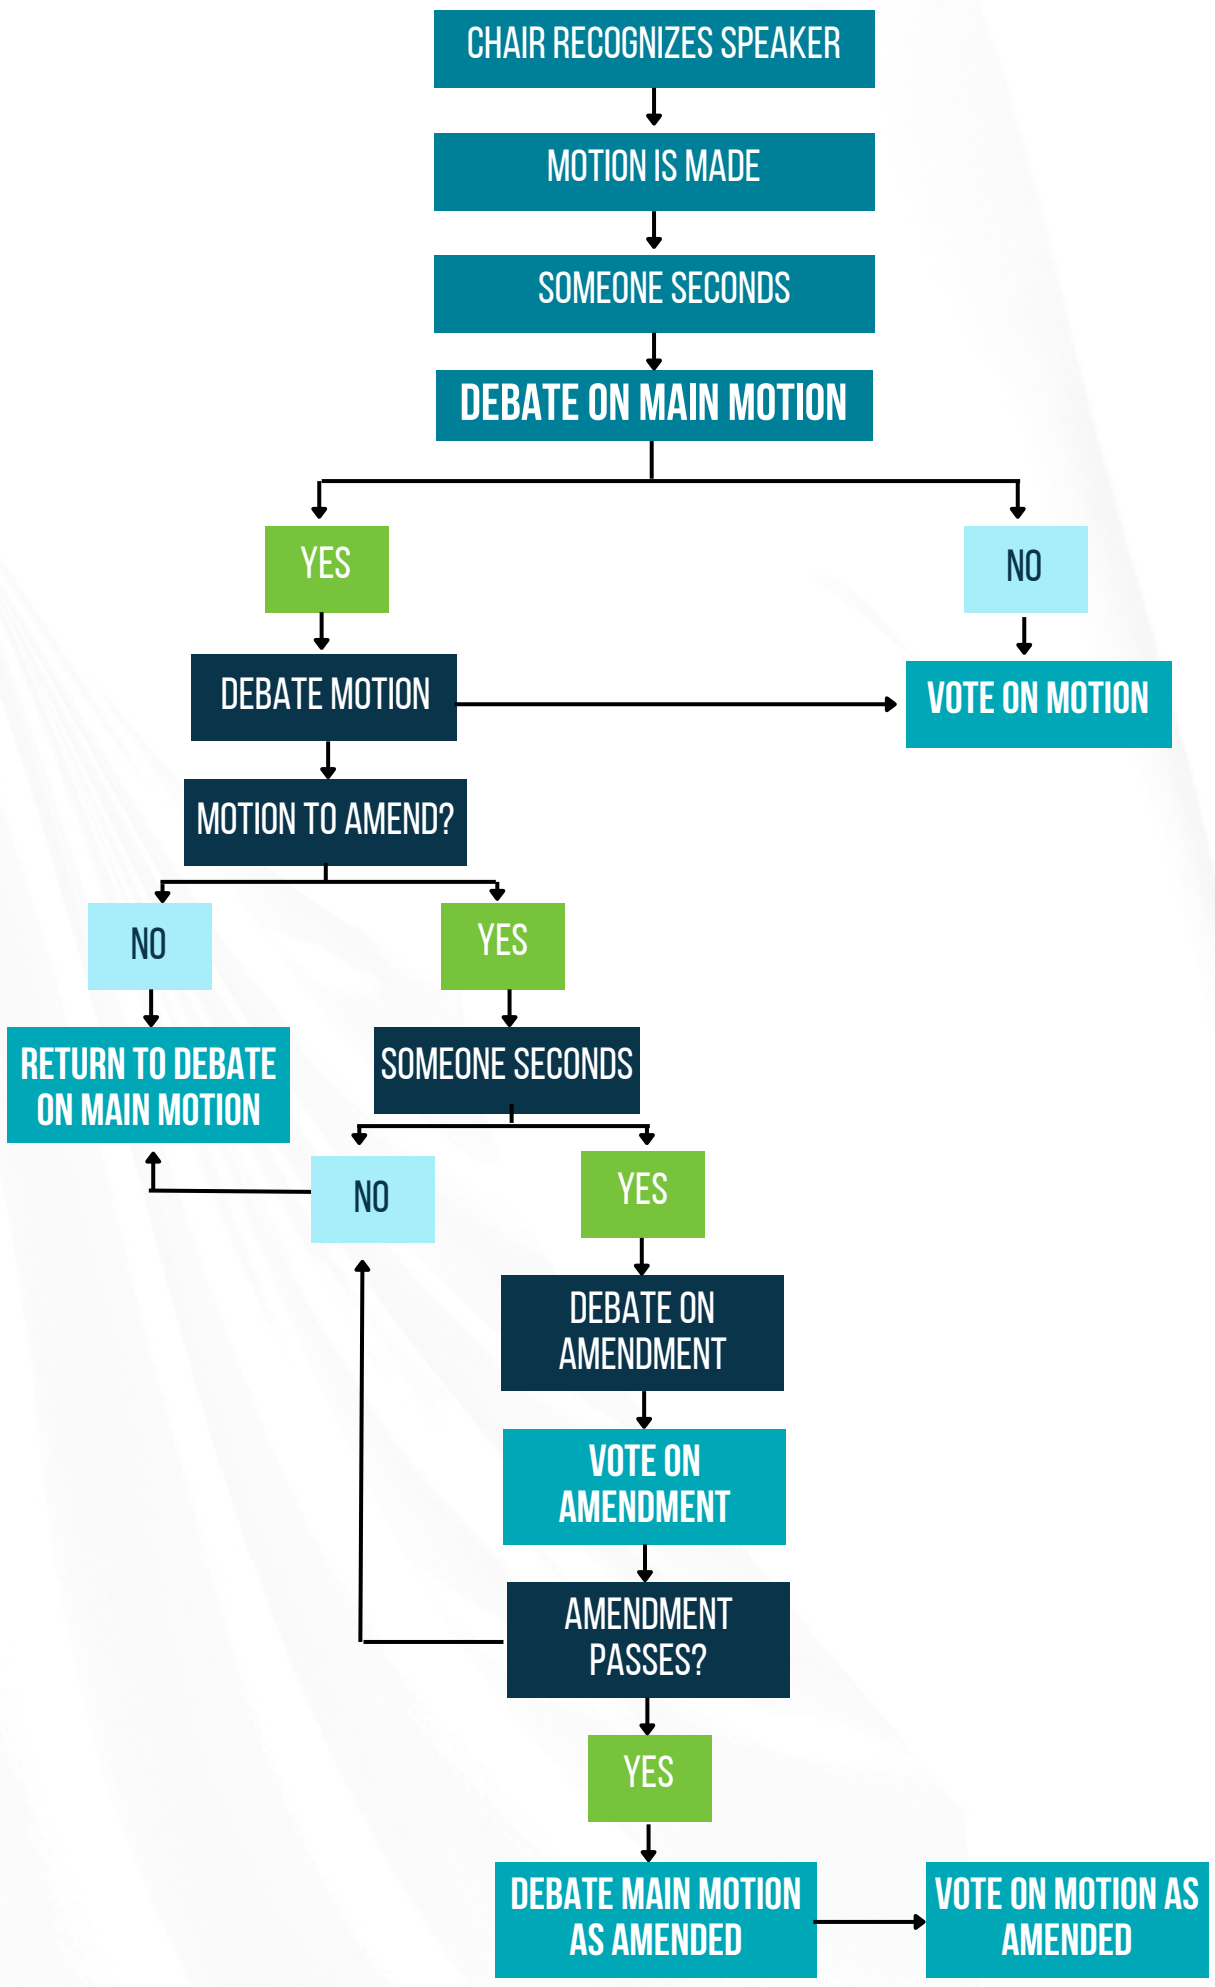 CHAIR RECOGNIZES SPEAKER
MOTION IS MADE
SOMEONE SECONDS
DEBATE ON MAIN MOTION
YES
NO
DEBATE MOTION
VOTE ON MOTION
MOTION TO AMEND?
NO
YES
RETURN TO DEBATE
ON MAIN MOTION
SOMEONE SECONDS
NO
YES
DEBATE ON
AMENDMENT
VOTE ON
AMENDMENT
AMENDMENT
PASSES?
YES
DEBATE MAIN MOTION
AS AMENDED
VOTE ON MOTION AS
AMENDED